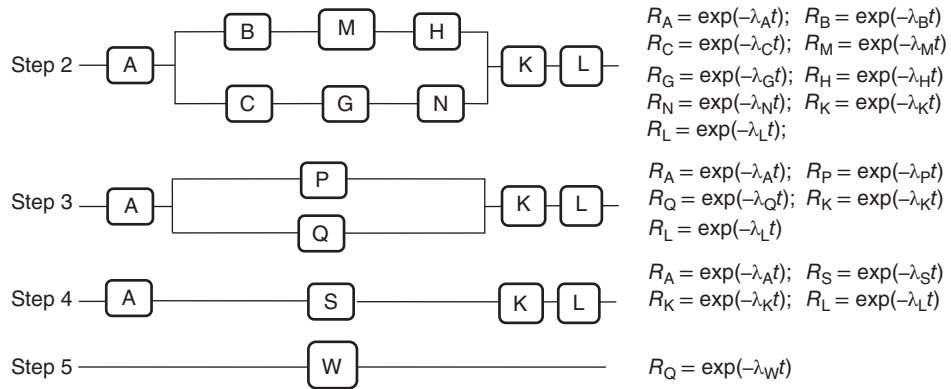 Step 2
A
B
M
H
C
G
N
K
L
R_A = exp(–λ_At); R_B = exp(–λ_Bt)
R_C = exp(–λ_Ct); R_M = exp(–λ_Mt)
R_G = exp(–λ_Gt); R_H = exp(–λ_Ht)
R_N = exp(–λ_Nt); R_K = exp(–λ_Kt)
R_L = exp(–λ_Lt);
Step 3
A
P
Q
K
L
R_A = exp(–λ_At); R_P = exp(–λ_Pt)
R_Q = exp(–λ_Qt); R_K = exp(–λ_Kt)
R_L = exp(–λ_Lt)
Step 4
A
S
K
L
R_A = exp(–λ_At); R_S = exp(–λ_St)
R_K = exp(–λ_Kt); R_L = exp(–λ_Lt)
Step 5
W
R_Q = exp(–λ_Wt)